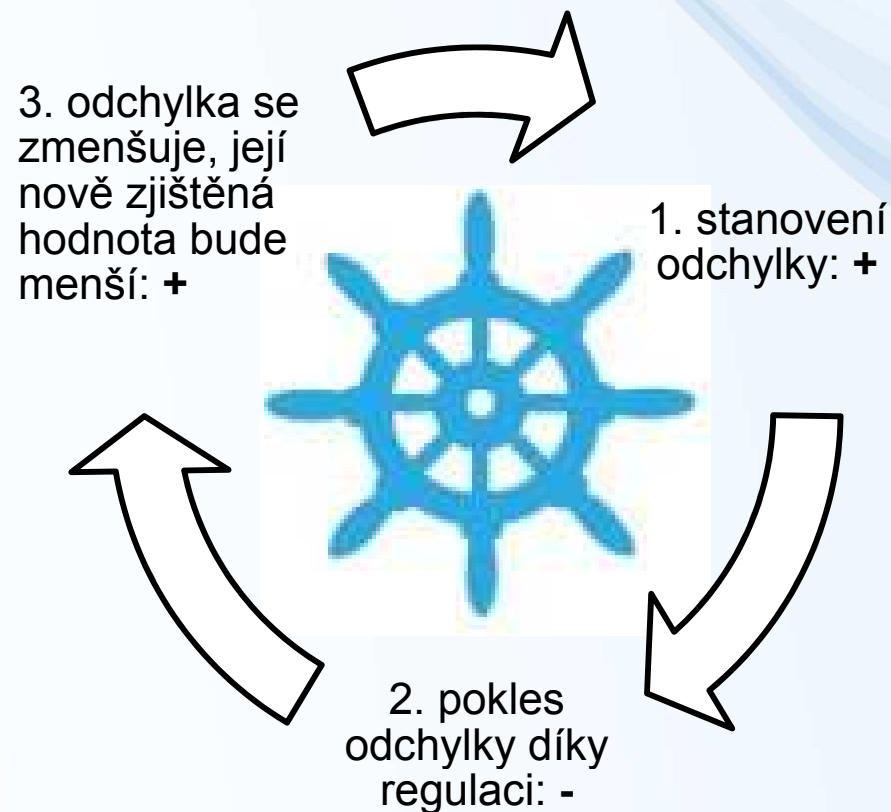 3. odchylka se
zmenšuje, její
nově zjištěná
hodnota bude
menší: +
1. stanovení
odchylky: +
2. pokles
odchylky díky
regulaci: -